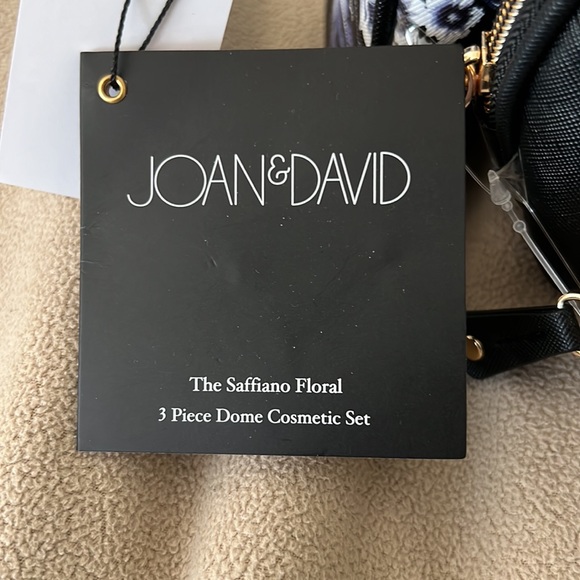 JOAN&DAVID
The Saffiano Floral
3 Piece Dome Cosmetic Set